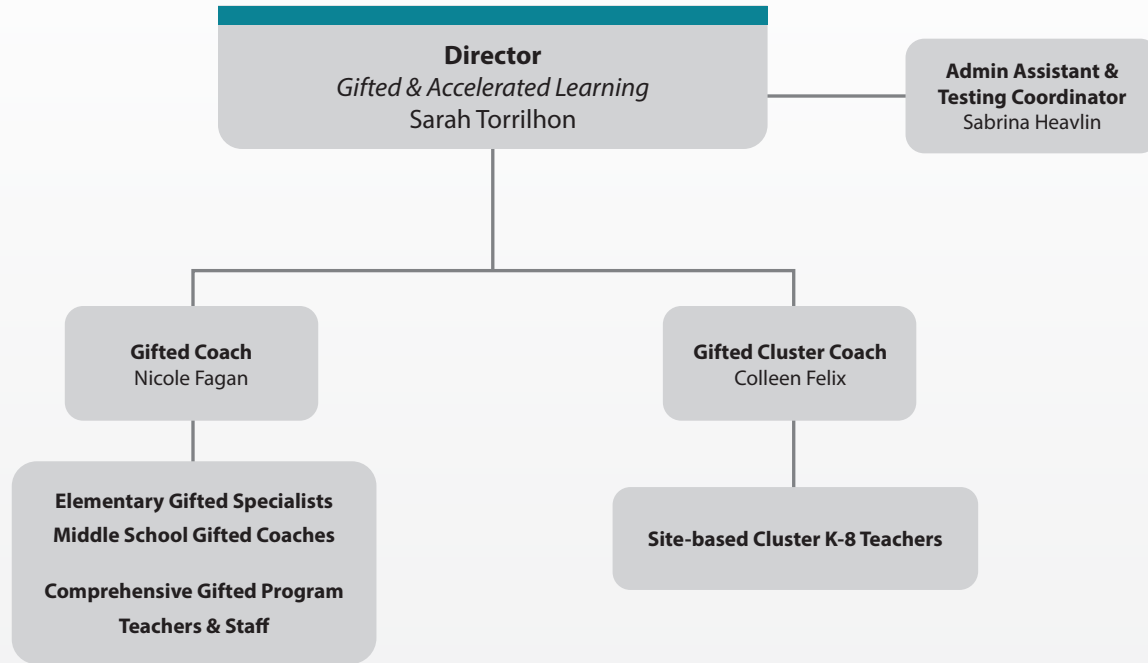 Director
Gifted & Accelerated Learning
Sarah Torrilhon
Admin Assistant &
Testing Coordinator
Sabrina Heavlin
Gifted Coach
Nicole Fagan
Gifted Cluster Coach
Colleen Felix
Elementary Gifted Specialists
Middle School Gifted Coaches
Comprehensive Gifted Program
Teachers & Staff
Site-based Cluster K-8 Teachers